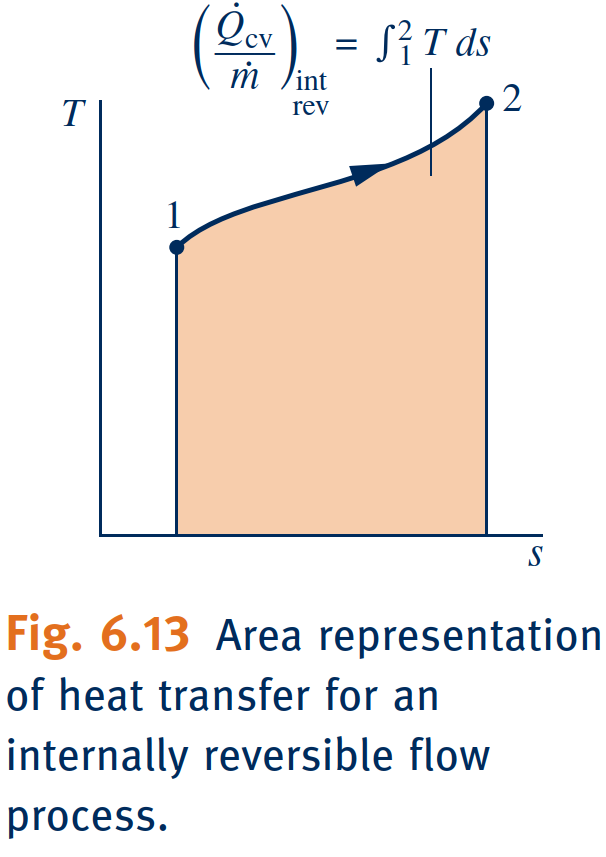 (Q̇cv/ṁ)int rev = ∫₁² T ds
T
2
1
s
Fig. 6.13 Area representation
of heat transfer for an
internally reversible flow
process.